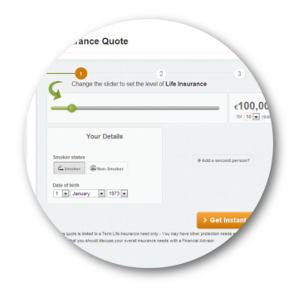 rance Quote
1 2 3
Change the slider to set the level of Life Insurance
€100,00
for 16 yea
Your Details
Smoker status
Smoker Non-Smoker
Add a second person?
Date of birth
1 January 1973
> Get Instant
quote is limited to a Term Life Insurance need only - You may have other protection needs a
that you should discuss your overall insurance needs with a Financial Advisor